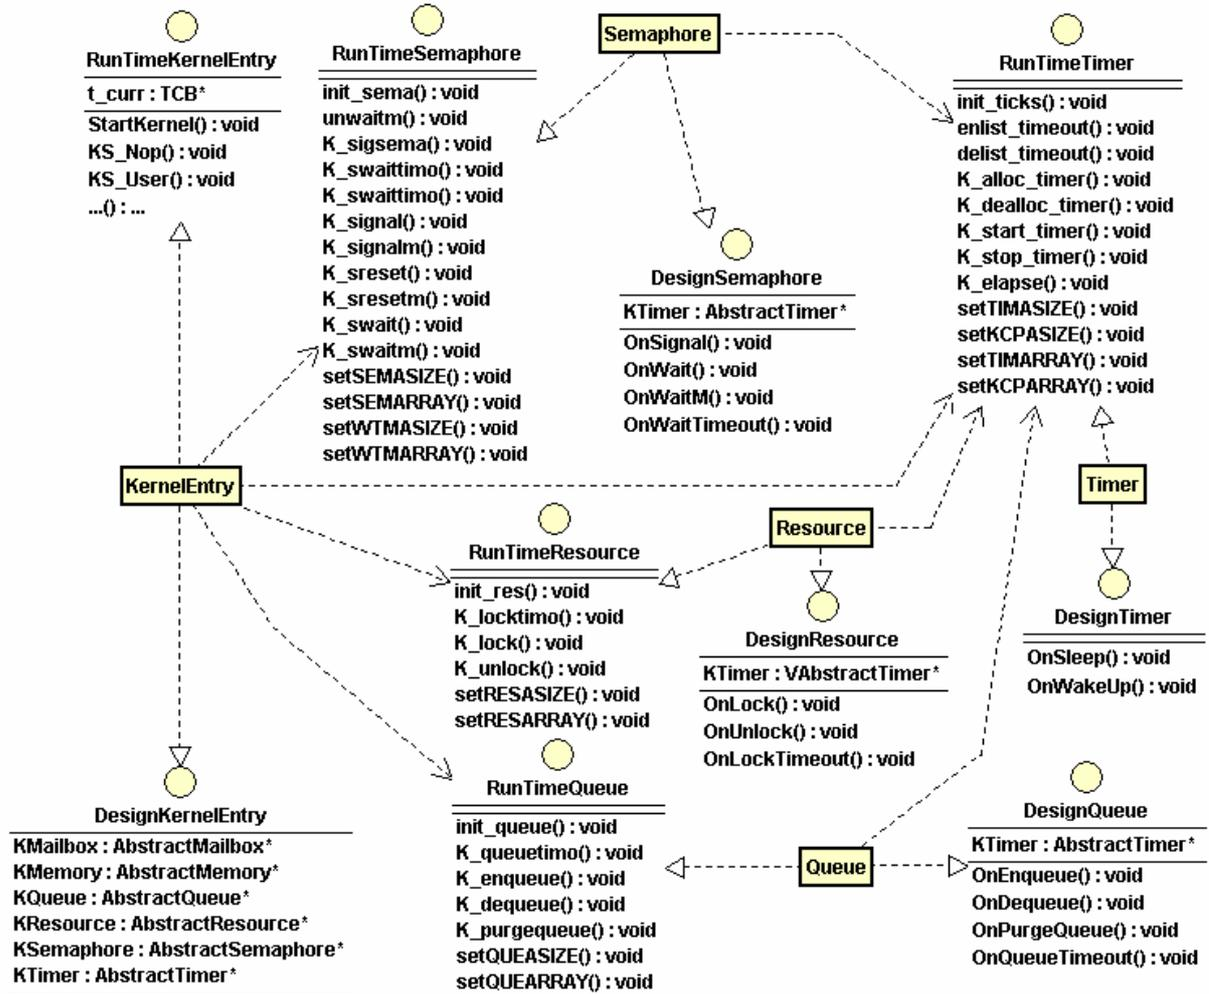 RunTimeKernelEntry
t_curr : TCB*
StartKernel() : void
KS_Nop() : void
KS_User() : void
...() : ...
RunTimeSemaphore
init_sema() : void
unwaitm() : void
K_sigsema() : void
K_swaittimo() : void
K_swaittimo() : void
K_signal() : void
K_signalm() : void
K_sreset() : void
K_sresetm() : void
K_swait() : void
K_swaitm() : void
setSEMASIZE() : void
setSEMARRAY() : void
setWTMASIZE() : void
setWTMARRAY() : void
Semaphore
DesignSemaphore
KTimer : AbstractTimer*
OnSignal() : void
OnWait() : void
OnWaitM() : void
OnWaitTimeout() : void
RunTimeTimer
init_ticks() : void
enlist_timeout() : void
delist_timeout() : void
K_alloc_timer() : void
K_dealloc_timer() : void
K_start_timer() : void
K_stop_timer() : void
K_elapse() : void
setTIMASIZE() : void
setKCPASIZE() : void
setTIMARRAY() : void
setKCPARRAY() : void
KernelEntry
Timer
RunTimeResource
init_res() : void
K_locktimo() : void
K_lock() : void
K_unlock() : void
setRESASIZE() : void
setRESARRAY() : void
Resource
DesignResource
KTimer : VAbstractTimer*
OnLock() : void
OnUnlock() : void
OnLockTimeout() : void
DesignTimer
OnSleep() : void
OnWakeUp() : void
DesignKernelEntry
KMailbox : AbstractMailbox*
KMemory : AbstractMemory*
KQueue : AbstractQueue*
KResource : AbstractResource*
KSemaphore : AbstractSemaphore*
KTimer : AbstractTimer*
RunTimeQueue
init_queue() : void
K_queuetimo() : void
K_enqueue() : void
K_dequeue() : void
K_purgequeue() : void
setQUEASIZE() : void
setQUEARRAY() : void
Queue
DesignQueue
KTimer : AbstractTimer*
OnEnqueue() : void
OnDequeue() : void
OnPurgeQueue() : void
OnQueueTimeout() : void